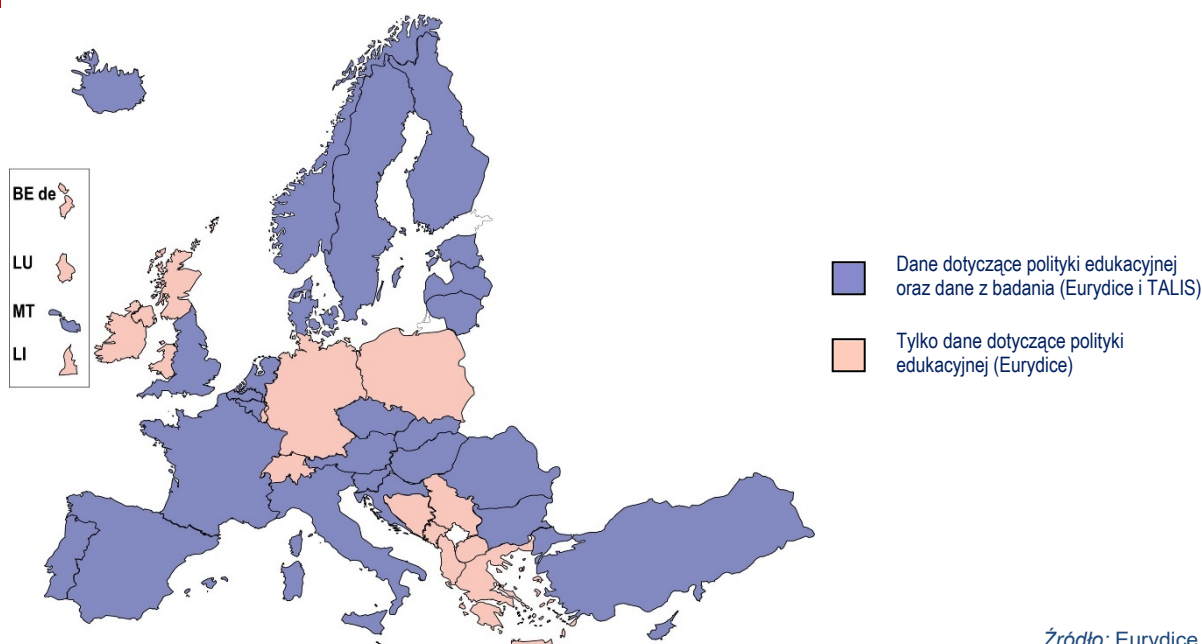 BE de
LU
MT
LI
Dane dotyczące polityki edukacyjnej
oraz dane z badania (Eurydice i TALIS)
Tylko dane dotyczące polityki
edukacyjnej (Eurydice)
Źródło: Eurydice